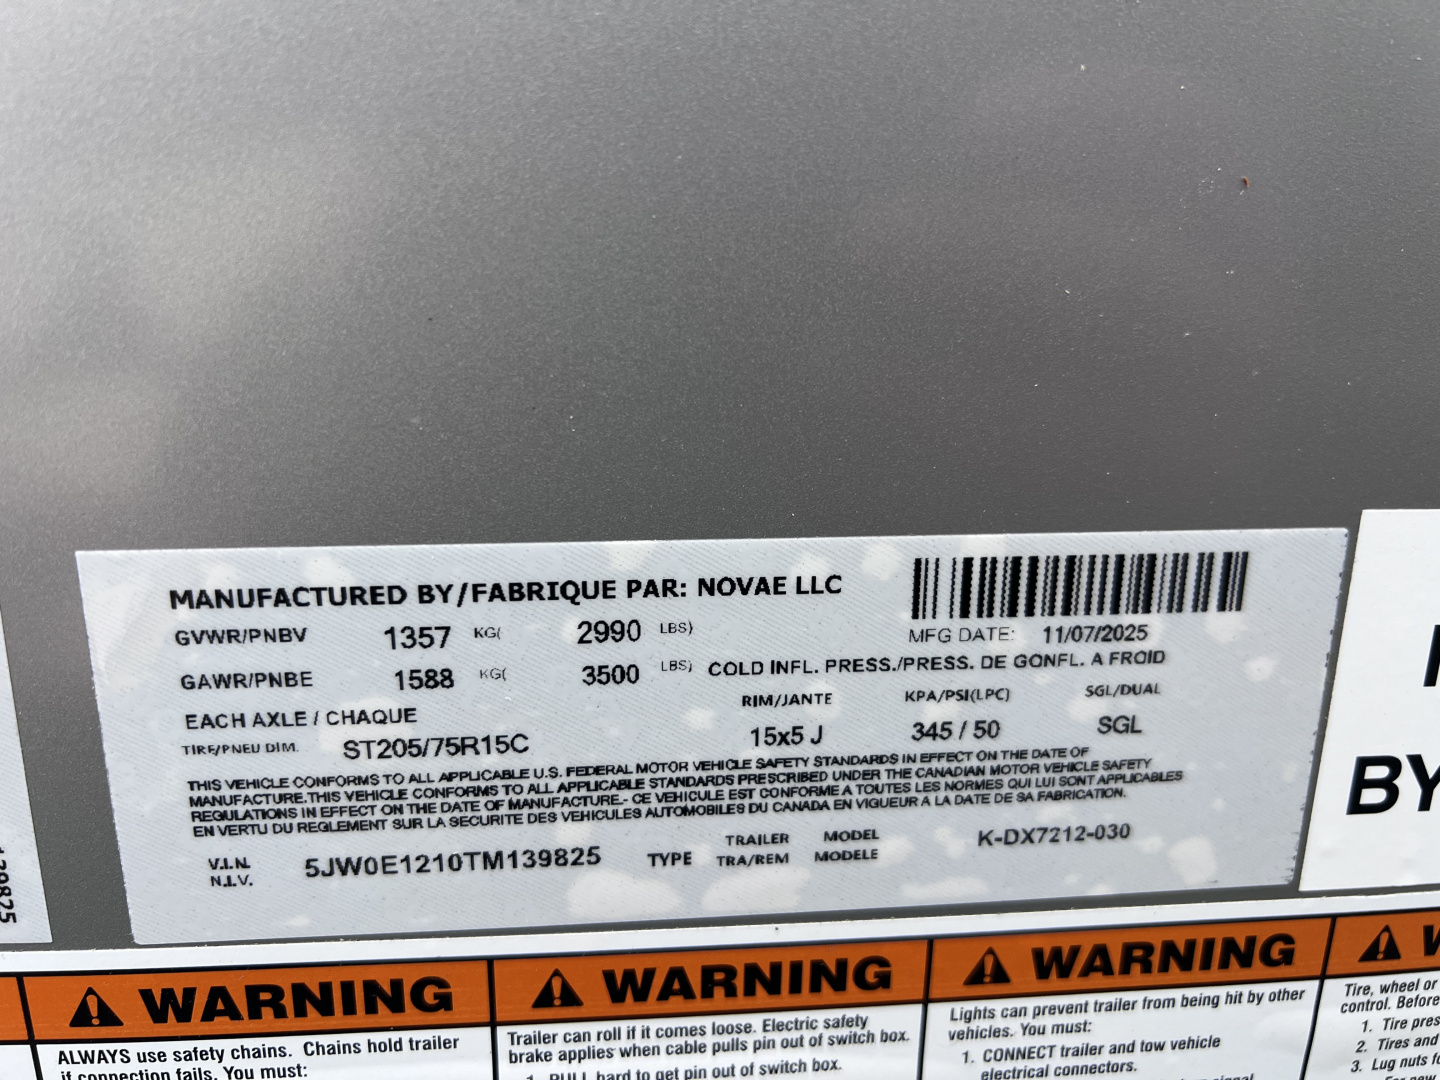 MANUFACTURED BY/FABRIQUE PAR: NOVAE LLC
GVWR/PNBV 1357 KG( 2990 LBS)
MFG DATE: 11/07/2025
GAWR/PNBE 1588 KG( 3500 LBS) COLD INFL. PRESS./PRESS. DE GONFL. A FROID
EACH AXLE / CHAQUE RIM/JANTE KPA/PSI(LPC) SGL/DUAL
TIRE/PNEU DIM. ST205/75R15C 15x5 J 345 / 50 SGL
THIS VEHICLE CONFORMS TO ALL APPLICABLE U.S. FEDERAL MOTOR VEHICLE SAFETY STANDARDS IN EFFECT ON THE DATE OF
MANUFACTURE.THIS VEHICLE CONFORMS TO ALL APPLICABLE STANDARDS PRESCRIBED UNDER THE CANADIAN MOTOR VEHICLE SAFETY
REGULATIONS IN EFFECT ON THE DATE OF MANUFACTURE.- CE VEHICULE EST CONFORME A TOUTES LES NORMES QUI LUI SONT APPLICABLES
EN VERTU DU REGLEMENT SUR LA SECURITE DES VEHICULES AUTOMOBILES DU CANADA EN VIGUEUR A LA DATE DE SA FABRICATION.
V.I.N. 5JW0E1210TM139825 TYPE TRAILER MODEL K-DX7212-030
N.I.V. TRA/REM MODELE
139825
BY
WARNING
ALWAYS use safety chains. Chains hold trailer
if connection fails. You must:
WARNING
Trailer can roll if it comes loose. Electric safety
brake applies when cable pulls pin out of switch box.
1. PULL hard to get pin out of switch box.
WARNING
Lights can prevent trailer from being hit by other
vehicles. You must:
1. CONNECT trailer and tow vehicle
electrical connectors.
W
Tire, wheel or
control. Before
1. Tire pres
2. Tires and
3. Lug nuts